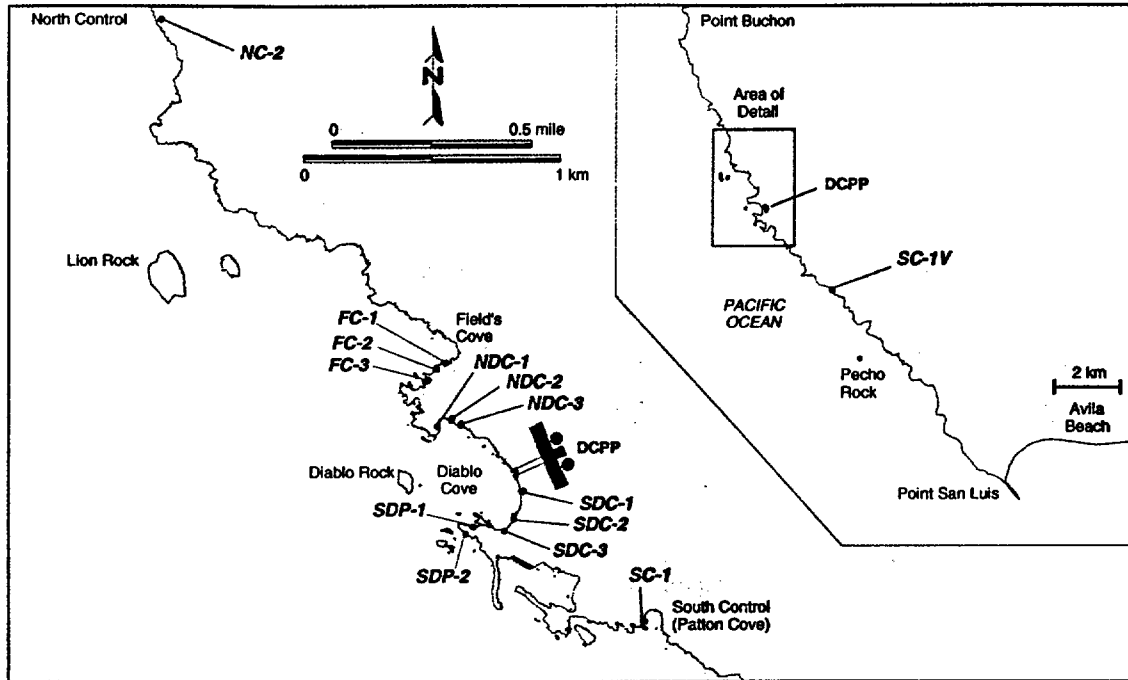 North Control
NC-2
N
0 0.5 mile
0 1 km
Lion Rock
FC-1
FC-2
FC-3
Field's
Cove
NDC-1
NDC-2
NDC-3
DCPP
Diablo Rock
Diablo
Cove
SDP-1
SDP-2
SDC-1
SDC-2
SDC-3
SC-1
South Control
(Patton Cove)
Point Buchon
Area of
Detail
DCPP
SC-1V
PACIFIC
OCEAN
Pecho
Rock
2 km
Avila
Beach
Point San Luis